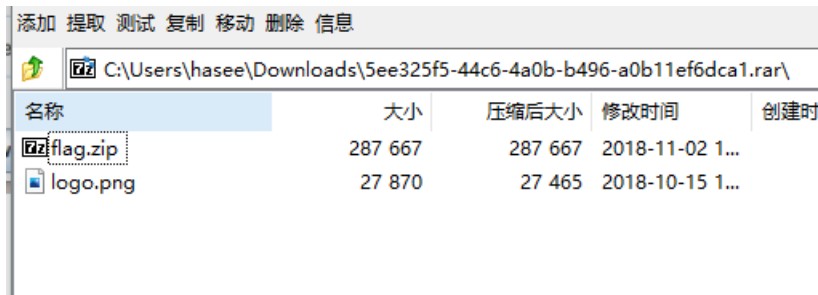 添加 提取 测试 复制 移动 删除 信息
C:\Users\hasee\Downloads\5ee325f5-44c6-4a0b-b496-a0b11ef6dca1.rar\
名称 大小 压缩后大小 修改时间 创建时
flag.zip 287 667 287 667 2018-11-02 1...
logo.png 27 870 27 465 2018-10-15 1...